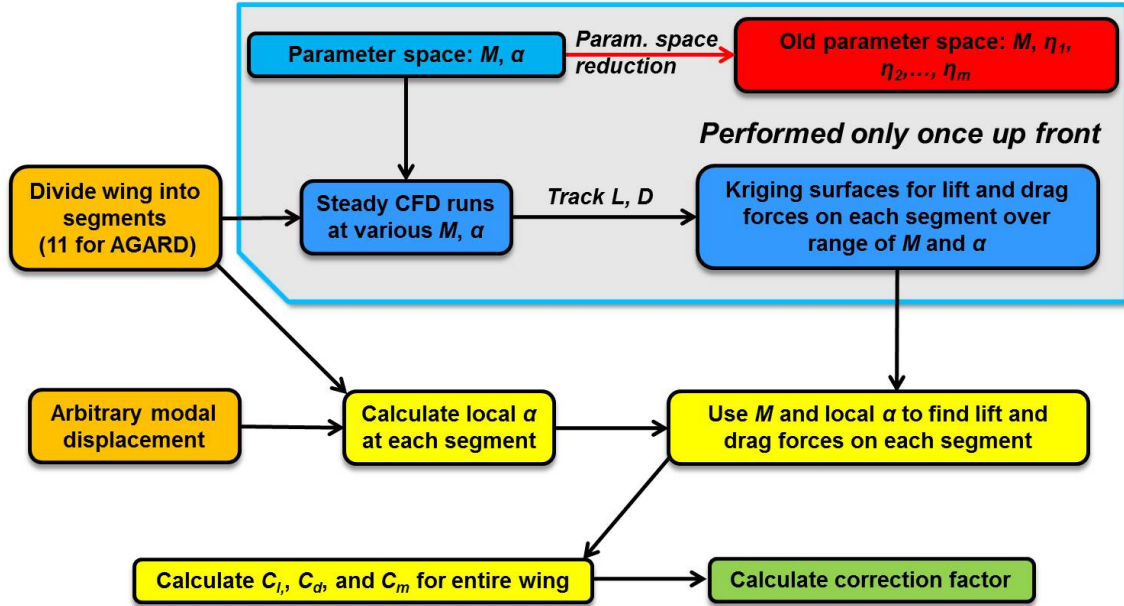 Parameter space: M, α
Param. space
reduction
Old parameter space: M, η1,
η2,..., ηm
Performed only once up front
Divide wing into
segments
(11 for AGARD)
Steady CFD runs
at various M, α
Track L, D
Kriging surfaces for lift and drag
forces on each segment over
range of M and α
Arbitrary modal
displacement
Calculate local α
at each segment
Use M and local α to find lift and
drag forces on each segment
Calculate Cl,, Cd, and Cm for entire wing
Calculate correction factor